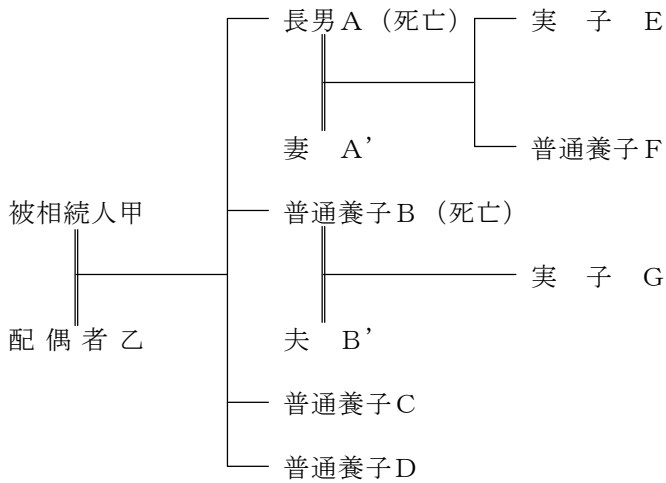 長男A（死亡）
実　子　E
妻　A’
普通養子F
被相続人甲
普通養子B（死亡）
実　子　G
配 偶 者 乙
夫　B’
普通養子C
普通養子D